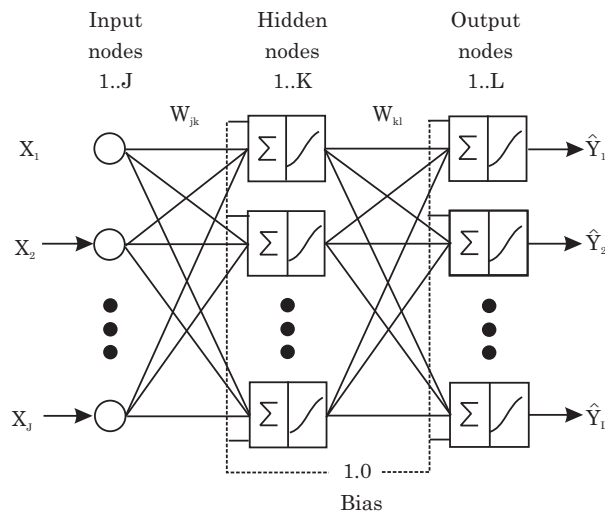 Input nodes 1..J
Hidden nodes 1..K
Output nodes 1..L
W_jk
W_kl
X_1
Σ
Σ
Ŷ_1
X_2
Σ
Σ
Ŷ_2
X_J
Σ
Σ
Ŷ_L
1.0
Bias